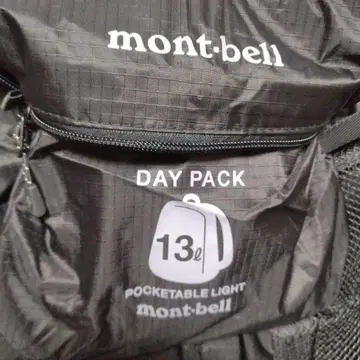 mont-bell
DAY PACK
13ℓ
POCKETABLE LIGHT
mont-bell